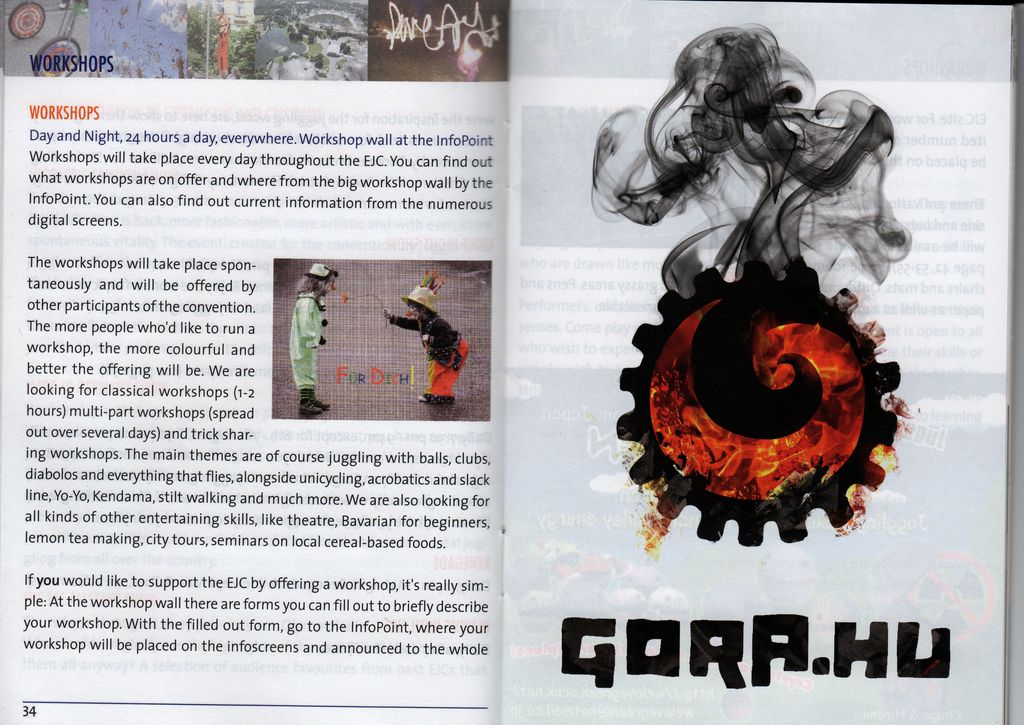 WORKSHOPS
WORKSHOPS
Day and Night, 24 hours a day, everywhere. Workshop wall at the InfoPoint
Workshops will take place every day throughout the EJC. You can find out
what workshops are on offer and where from the big workshop wall by the
InfoPoint. You can also find out current information from the numerous
digital screens.
The workshops will take place spon-
taneously and will be offered by
other participants of the convention.
The more people who'd like to run a
workshop, the more colourful and
better the offering will be. We are
looking for classical workshops (1-2
hours) multi-part workshops (spread
out over several days) and trick shar-
ing workshops. The main themes are of course juggling with balls, clubs,
diabolos and everything that flies, alongside unicycling, acrobatics and slack
line, Yo-Yo, Kendama, stilt walking and much more. We are also looking for
all kinds of other entertaining skills, like theatre, Bavarian for beginners,
lemon tea making, city tours, seminars on local cereal-based foods.
If you would like to support the EJC by offering a workshop, it's really sim-
ple: At the workshop wall there are forms you can fill out to briefly describe
your workshop. With the filled out form, go to the InfoPoint, where your
workshop will be placed on the infoscreens and announced to the whole
34
FÜR DICH!
GORA.HU